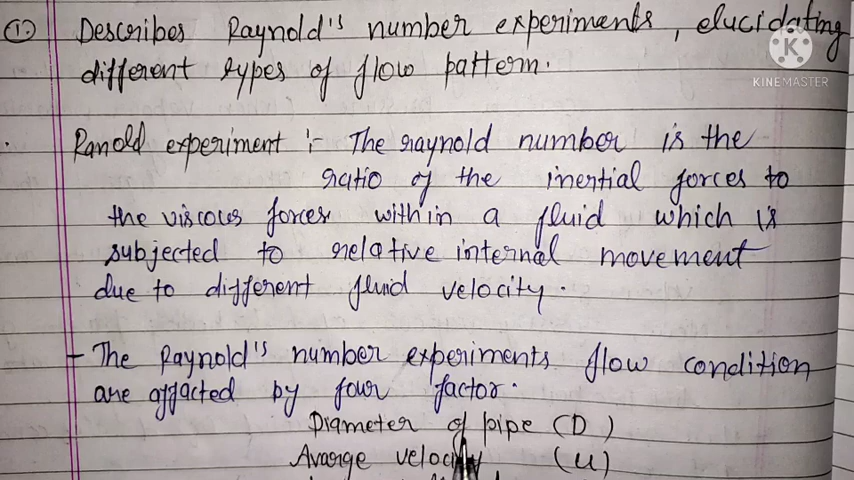 ① Describes Raynold's number experiments, elucidating
different types of flow pattern.
KINEMASTER
Ranold experiment :- The raynold number is the
ratio of the inertial forces to
the viscous forces within a fluid which is
subjected to relative internal movement
due to different fluid velocity.
- The Raynold's number experiments flow condition
are affacted by four factor.
Diameter of pipe (D)
Avarge velocity (u)